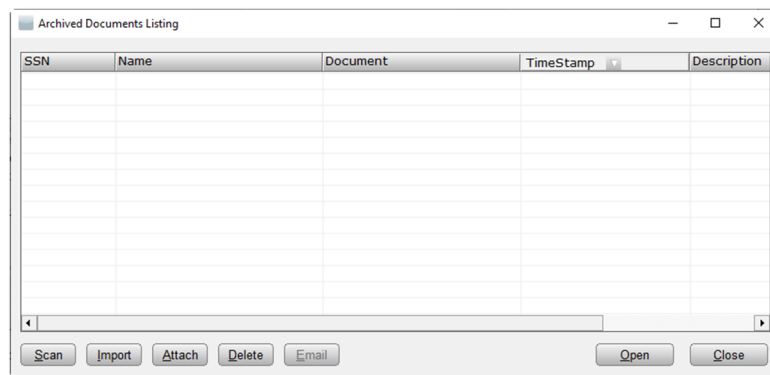 Archived Documents Listing
SSN Name Document TimeStamp Description
Scan Import Attach Delete Email Open Close